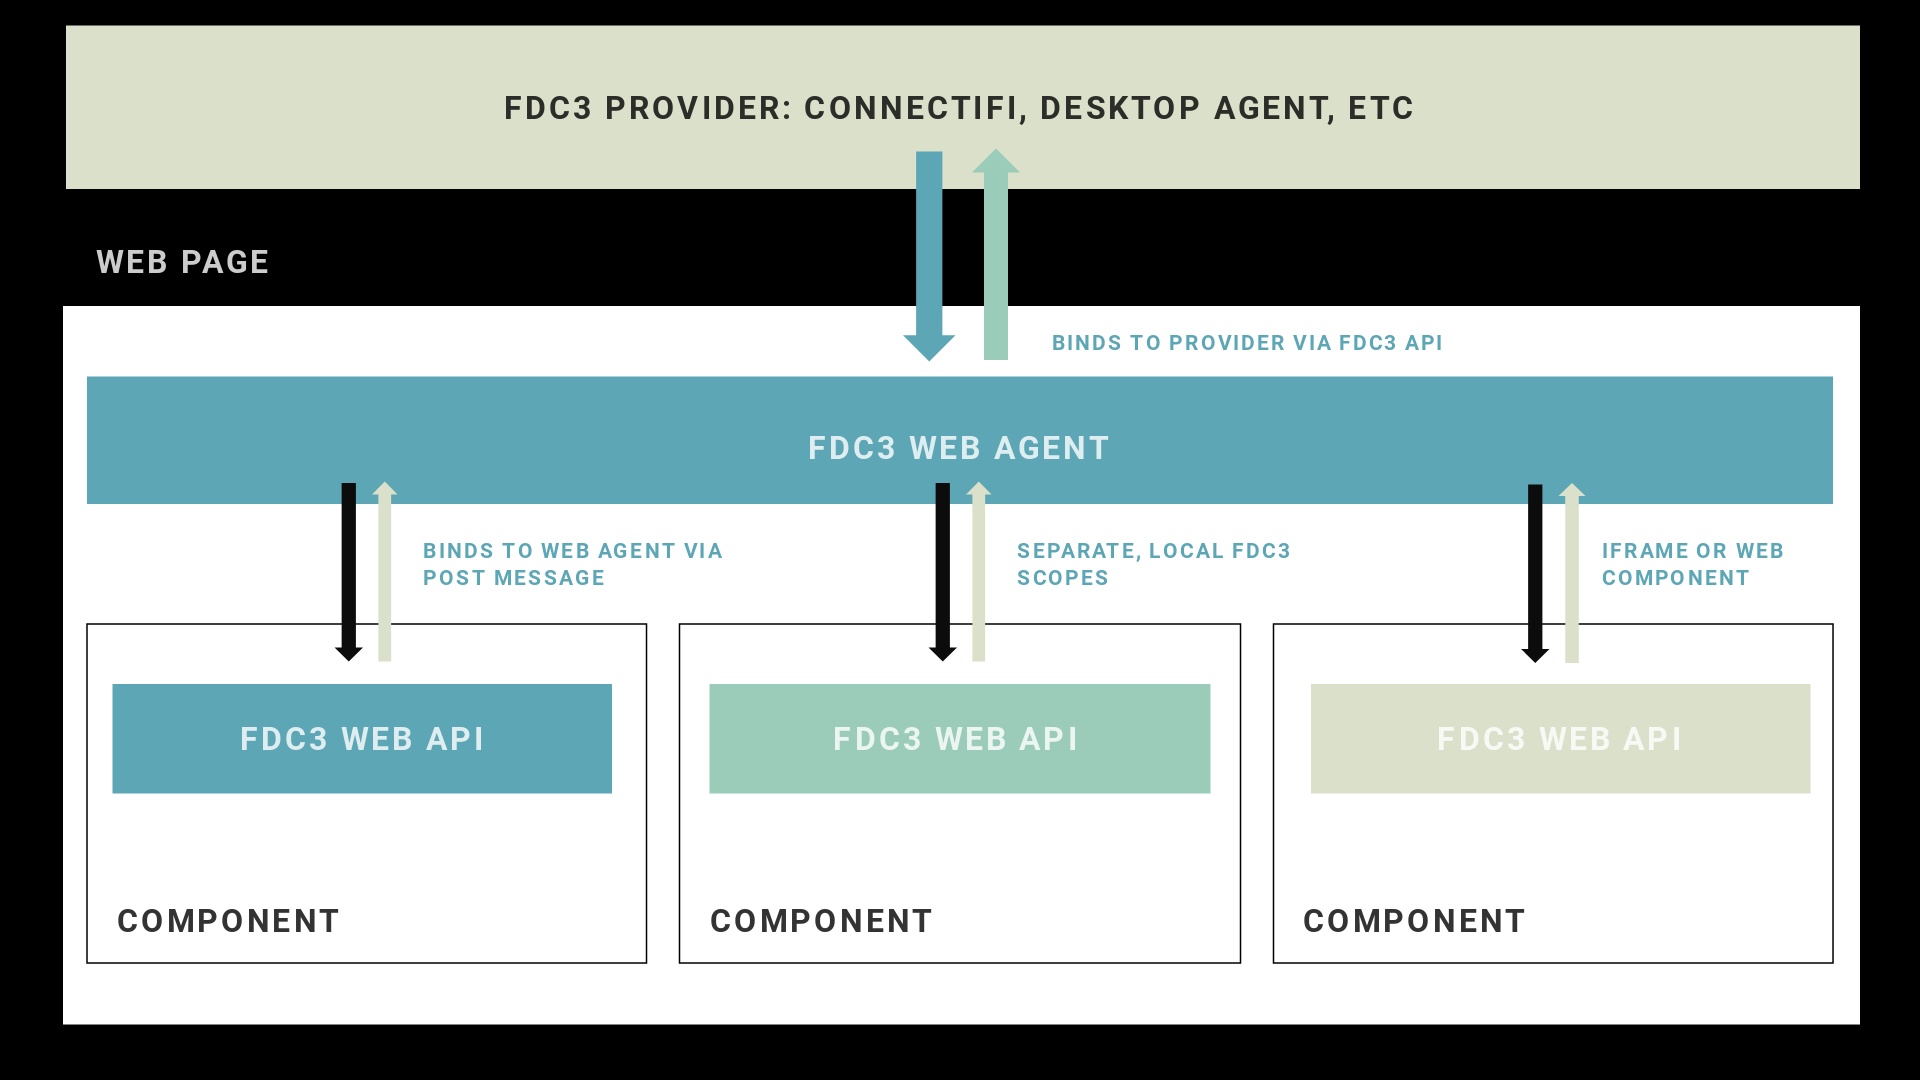 FDC3 PROVIDER: CONNECTIFI, DESKTOP AGENT, ETC
WEB PAGE
BINDS TO PROVIDER VIA FDC3 API
FDC3 WEB AGENT
BINDS TO WEB AGENT VIA
POST MESSAGE
SEPARATE, LOCAL FDC3
SCOPES
IFRAME OR WEB
COMPONENT
FDC3 WEB API
FDC3 WEB API
FDC3 WEB API
COMPONENT
COMPONENT
COMPONENT